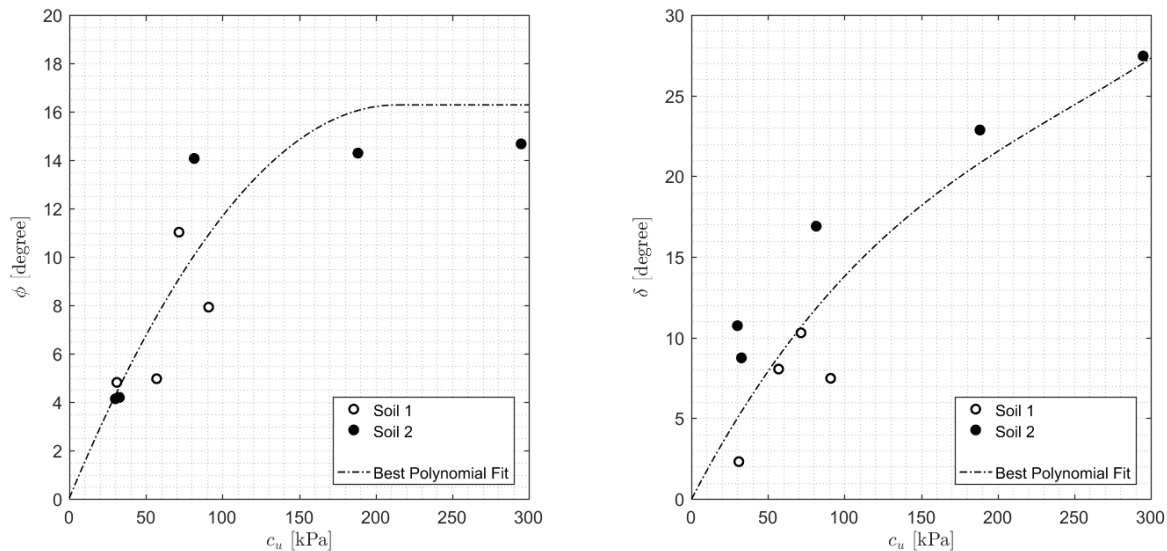 20
18
16
14
12
10
8
6
4
2
0
ϕ [degree]
0 50 100 150 200 250 300
c_u [kPa]
Soil 1
Soil 2
Best Polynomial Fit
30
25
20
15
10
5
0
δ [degree]
0 50 100 150 200 250 300
c_u [kPa]
Soil 1
Soil 2
Best Polynomial Fit